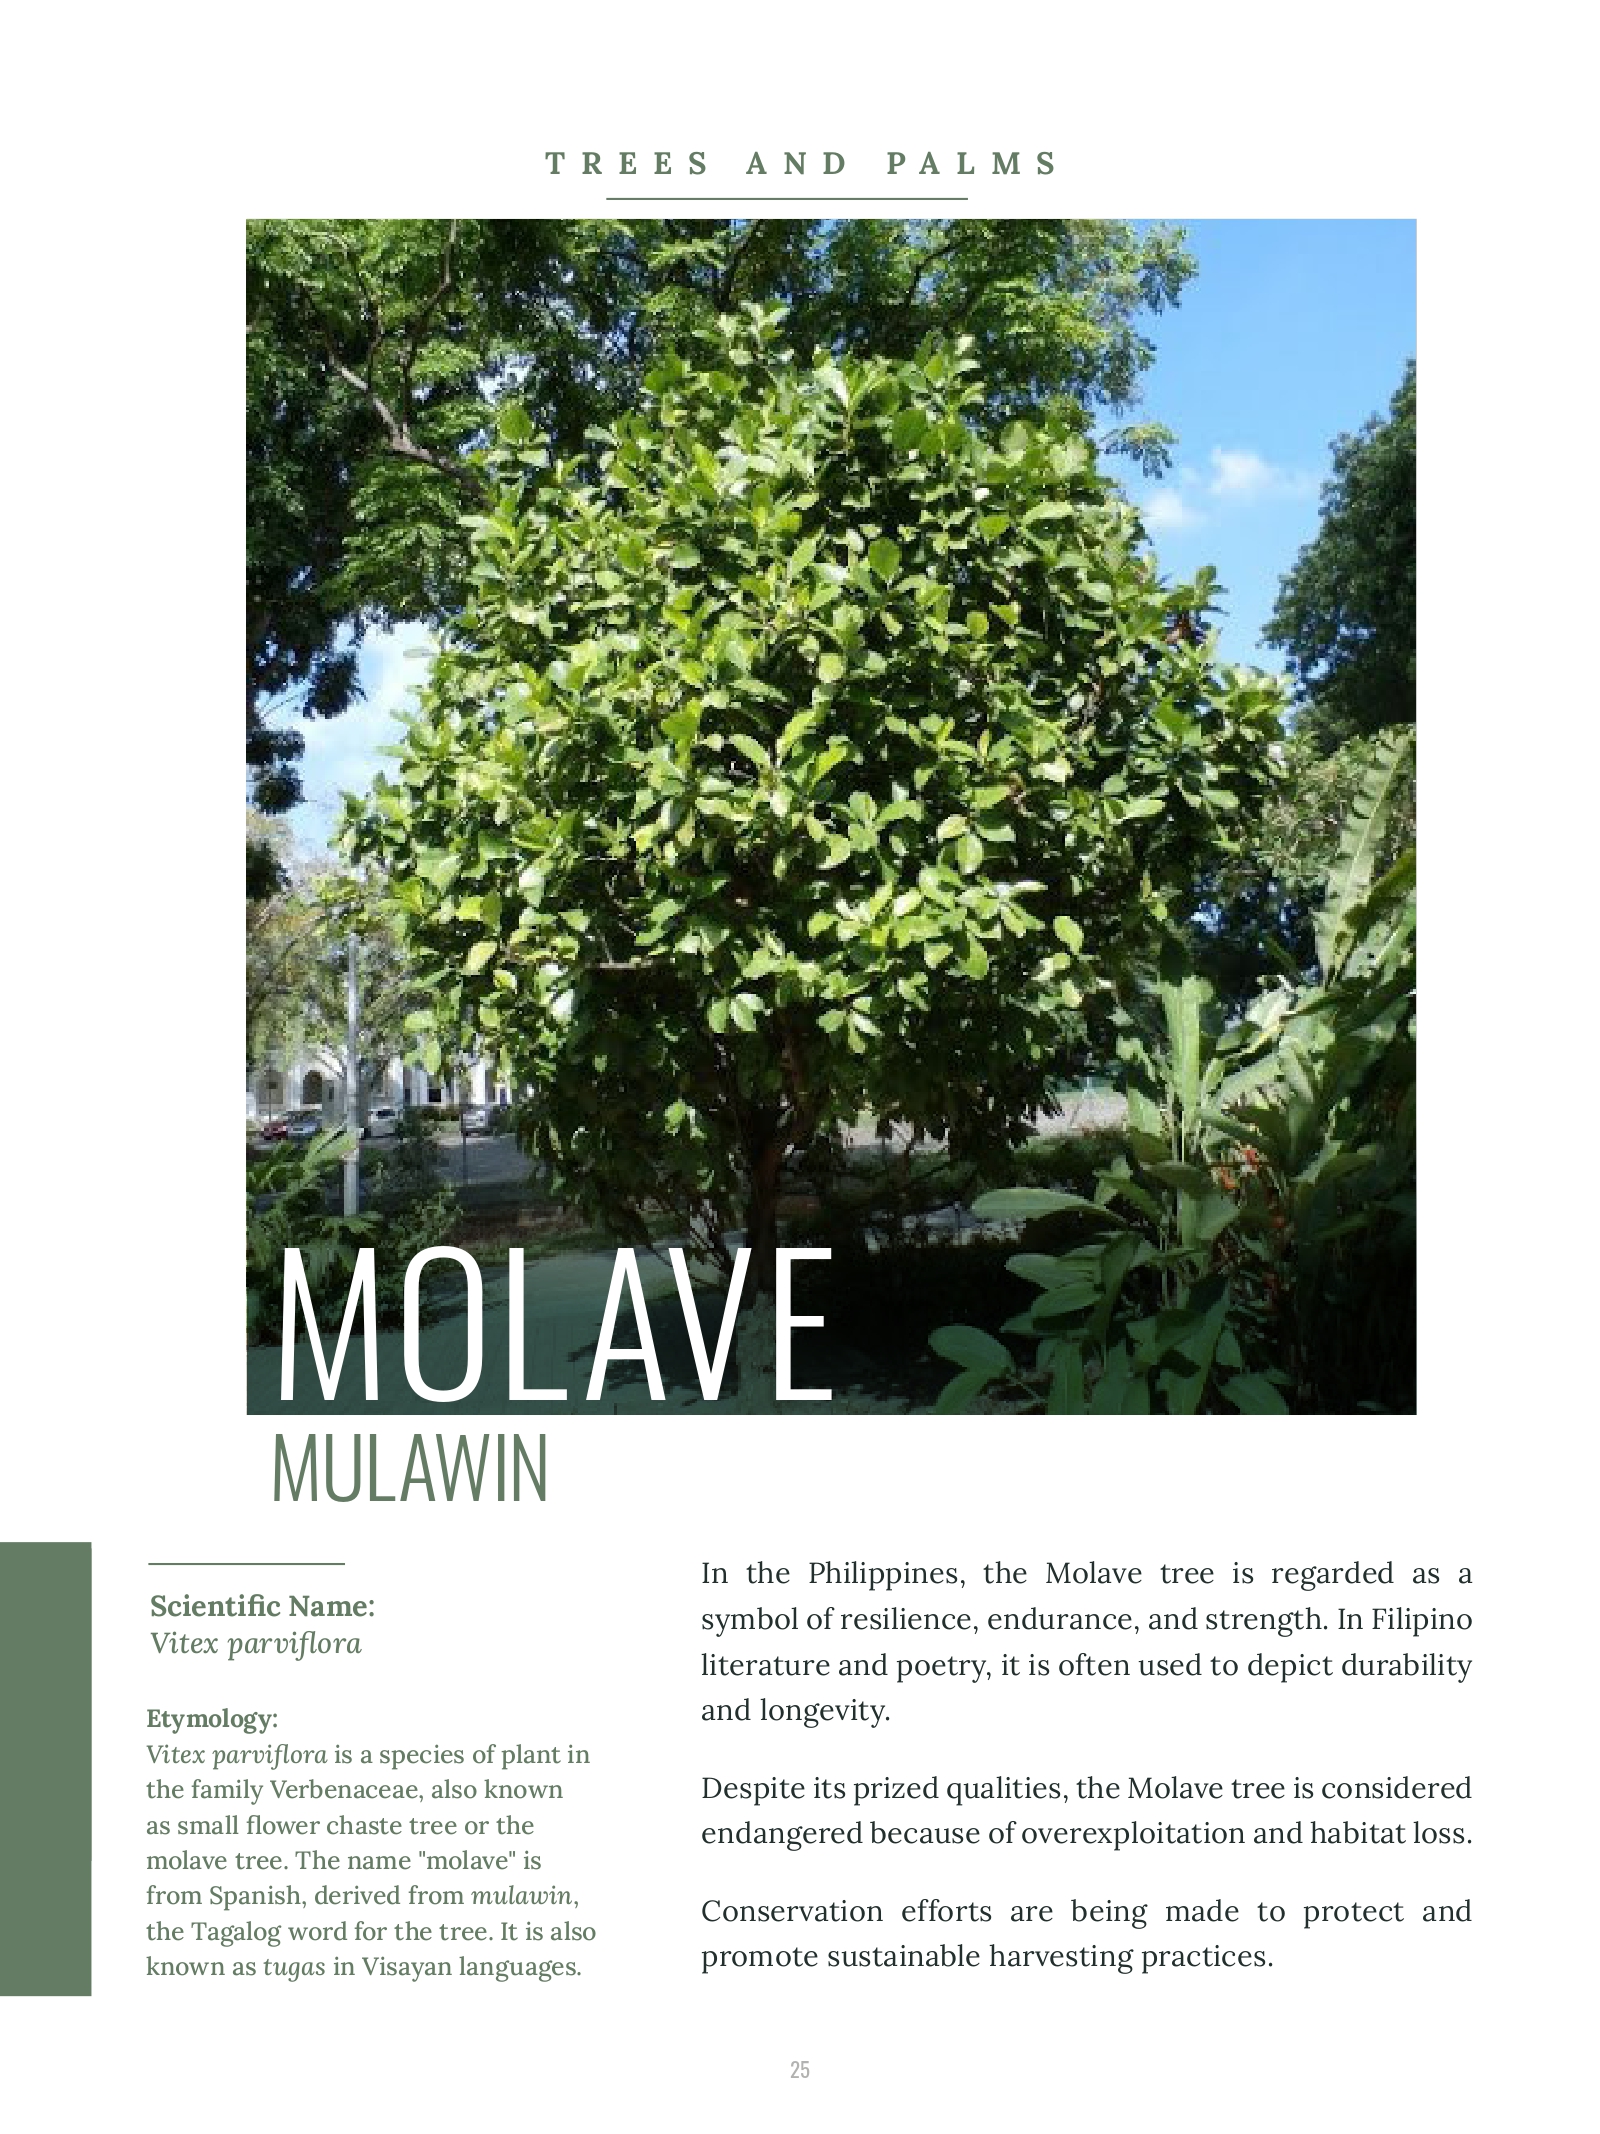 TREES AND PALMS
MOLAVE
MULAWIN
Scientific Name:
Vitex parviflora
Etymology:
Vitex parviflora is a species of plant in
the family Verbenaceae, also known
as small flower chaste tree or the
molave tree. The name "molave" is
from Spanish, derived from mulawin,
the Tagalog word for the tree. It is also
known as tugas in Visayan languages.
In the Philippines, the Molave tree is regarded as a
symbol of resilience, endurance, and strength. In Filipino
literature and poetry, it is often used to depict durability
and longevity.
Despite its prized qualities, the Molave tree is considered
endangered because of overexploitation and habitat loss.
Conservation efforts are being made to protect and
promote sustainable harvesting practices.
25